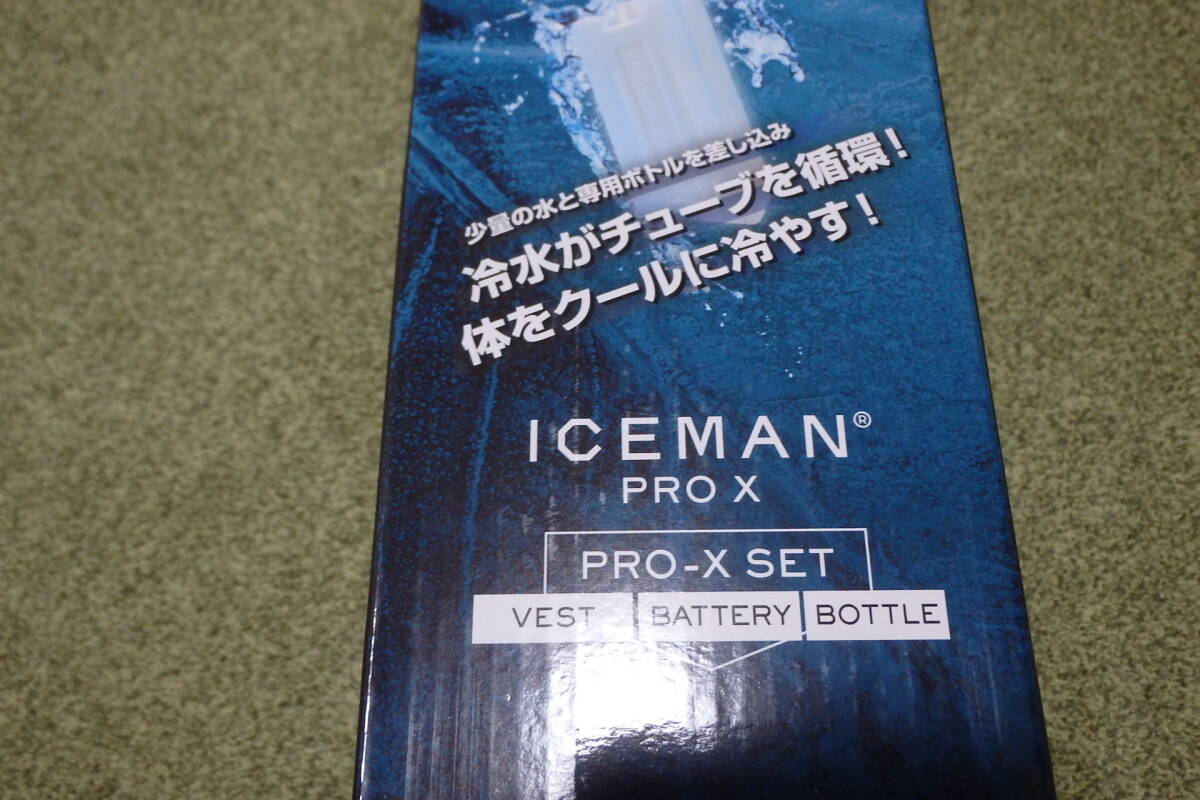 少量の水と専用ボトルを差し込み
冷水がチューブを循環!
体をクールに冷やす!
ICEMAN®
PRO X
PRO-X SET
VEST BATTERY BOTTLE